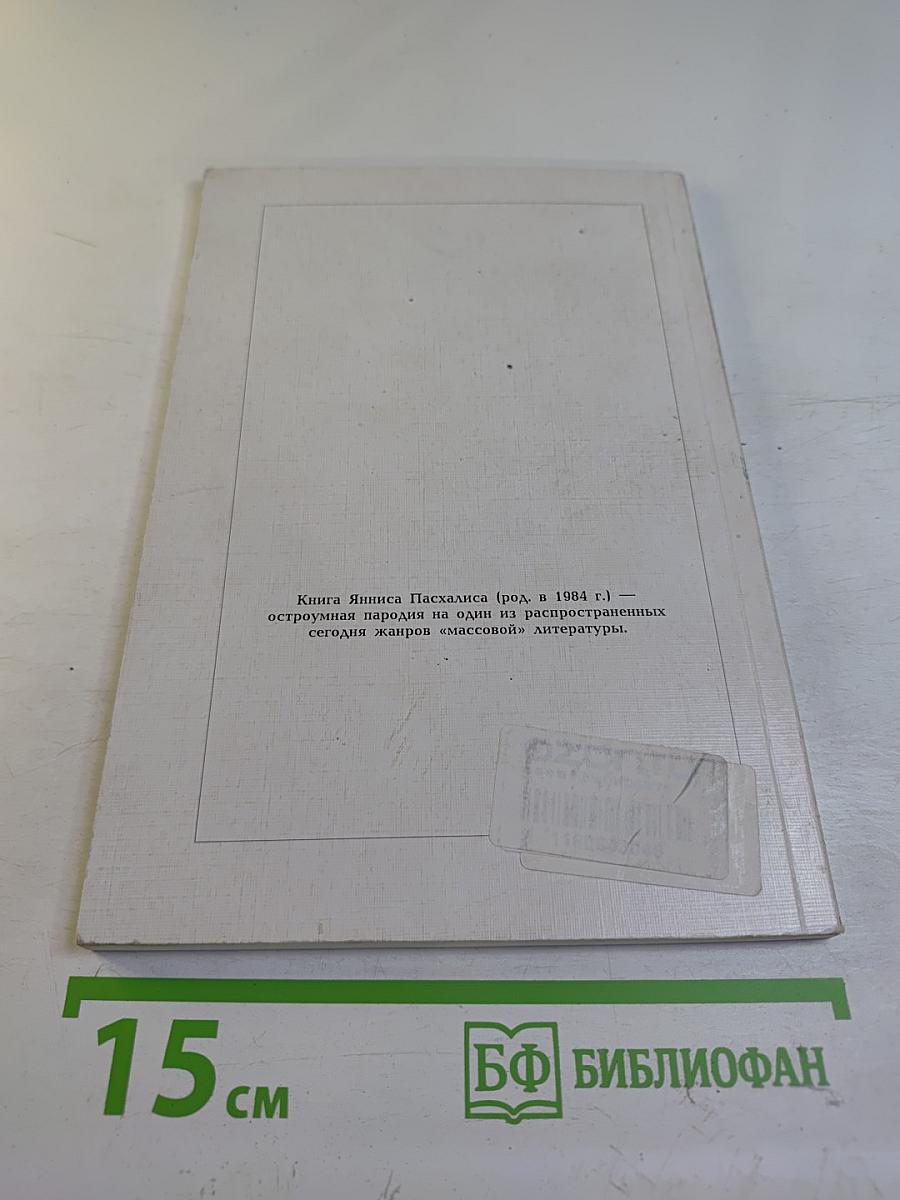 Книга Янниса Пасхалиса (род. в 1984 г.) —
остроумная пародия на один из распространенных
сегодня жанров «массовой» литературы.
15 см
БФ БИБЛИОФАН